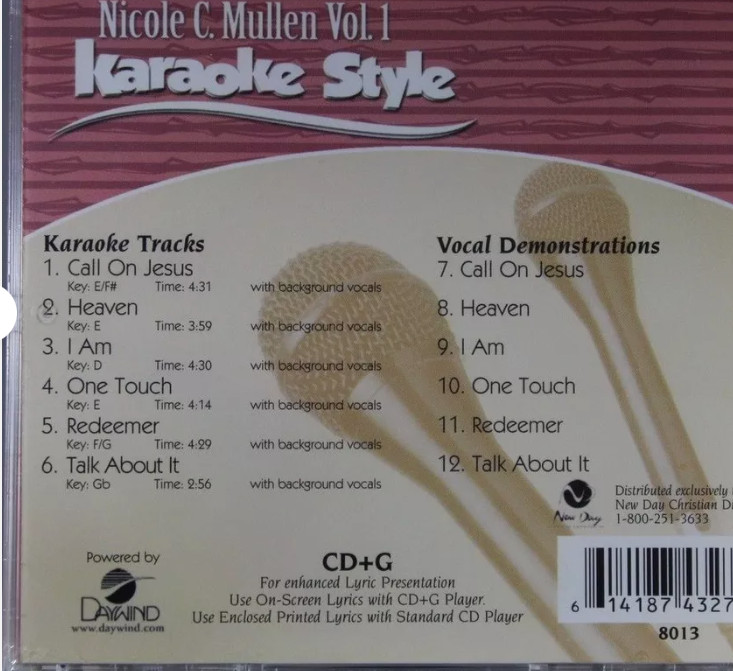 Nicole C. Mullen Vol. 1
Karaoke Style
Karaoke Tracks
1. Call On Jesus
Key: E/F# Time: 4:31 with background vocals
2. Heaven
Key: E Time: 3:59 with background vocals
3. I Am
Key: D Time: 4:30 with background vocals
4. One Touch
Key: E Time: 4:14 with background vocals
5. Redeemer
Key: F/G Time: 4:29 with background vocals
6. Talk About It
Key: Gb Time: 2:56 with background vocals
Vocal Demonstrations
7. Call On Jesus
8. Heaven
9. I Am
10. One Touch
11. Redeemer
12. Talk About It
New Day
Distributed exclusively
New Day Christian Di
1-800-251-3633
Powered by
DAYWIND
www.daywind.com
CD+G
For enhanced Lyric Presentation
Use On-Screen Lyrics with CD+G Player.
Use Enclosed Printed Lyrics with Standard CD Player
6 14187 4327
8013